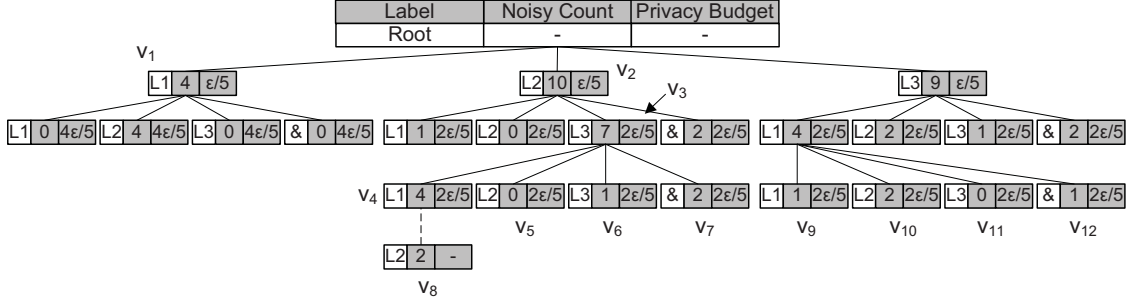 Label Noisy Count Privacy Budget
Root - -
v1 L1 4 ε/5 L2 10 ε/5 v2 L3 9 ε/5
v3
L1 0 4ε/5 L2 4 4ε/5 L3 0 4ε/5 & 0 4ε/5 L1 1 2ε/5 L2 0 2ε/5 L3 7 2ε/5 & 2 2ε/5 L1 4 2ε/5 L2 2 2ε/5 L3 1 2ε/5 & 2 2ε/5
v4 L1 4 2ε/5 L2 0 2ε/5 L3 1 2ε/5 & 2 2ε/5 L1 1 2ε/5 L2 2 2ε/5 L3 0 2ε/5 & 1 2ε/5
v5 v6 v7 v9 v10 v11 v12
L2 2 -
v8